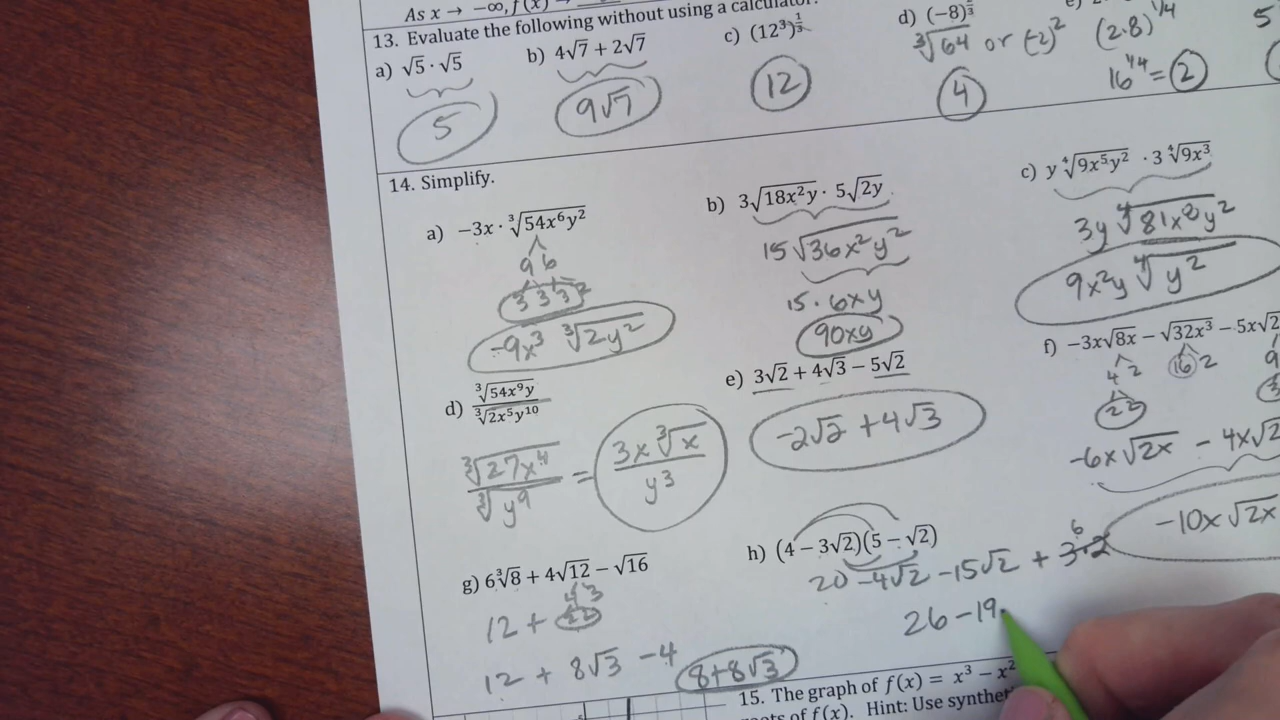 As x → −∞, f(x) →
13. Evaluate the following without using a calculator.
a) √5 · √5
5
b) 4√7 + 2√7
9√7
c) (12³)^{1/3}
12
d) (−8)
∛64 or (−2)²
4
(2·8)^{1/4}
16^{1/4} = 2
5
14. Simplify.
a) −3x · ∛(54x⁶y²)
9 6
3 3 3 2
−9x³ ∛(2y²)
b) 3√(18x²y) · 5√(2y)
15√(36x²y²)
15 · 6xy
90xy
c) y ∜(9x⁵y²) · 3 ∜(9x³)
3y ∜(81x⁸y²)
9x²y ∜(y²)
d) ∛(54x⁹y) / ∛(2x⁵y¹⁰)
∛(27x⁴) / ∛(y⁹) = 3x∛x / y³
e) 3√2 + 4√3 − 5√2
−2√2 + 4√3
f) −3x√(8x) − √(32x³) − 5x√2
4 2 16 2 9
2 2
−6x√(2x) − 4x√2
−10x√(2x)
g) 6∛8 + 4√12 − √16
4 3
12 + 2 2
12 + 8√3 − 4
8 + 8√3
h) (4 − 3√2)(5 − √2)
6
20 − 4√2 − 15√2 + 3·2
26 − 19
15. The graph of f(x) = x³ − x²
roots of f(x). Hint: Use synthet